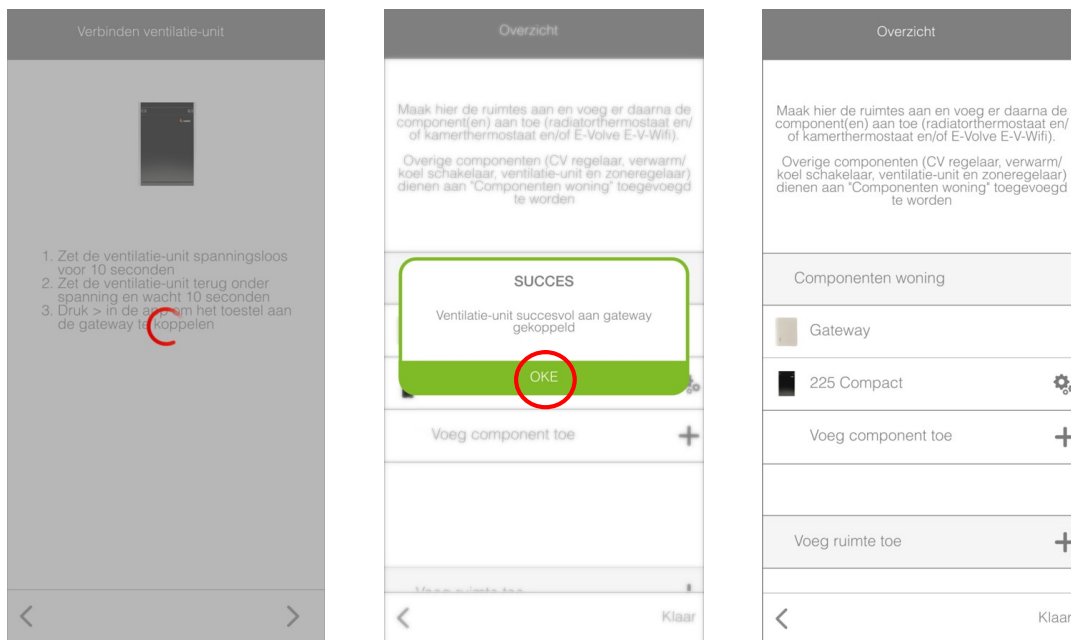 Verbinden ventilatie-unit
1. Zet de ventilatie-unit spanningsloos
voor 10 seconden
2. Zet de ventilatie-unit terug onder
spanning en wacht 10 seconden
3. Druk > in de app om het toestel aan
de gateway te koppelen
Overzicht
Maak hier de ruimtes aan en voeg er daarna de
component(en) aan toe (radiatorthermostaat en/
of kamerthermostaat en/of E-Volve E-V-Wifi).
Overige componenten (CV regelaar, verwarm/
koel schakelaar, ventilatie-unit en zoneregelaar)
dienen aan "Componenten woning" toegevoegd
te worden
SUCCES
Ventilatie-unit succesvol aan gateway
gekoppeld
OKE
Voeg component toe
Voeg ruimte toe
Klaar
Overzicht
Maak hier de ruimtes aan en voeg er daarna de
component(en) aan toe (radiatorthermostaat en/
of kamerthermostaat en/of E-Volve E-V-Wifi).
Overige componenten (CV regelaar, verwarm/
koel schakelaar, ventilatie-unit en zoneregelaar)
dienen aan "Componenten woning" toegevoegd
te worden
Componenten woning
Gateway
225 Compact
Voeg component toe
Voeg ruimte toe
Klaar